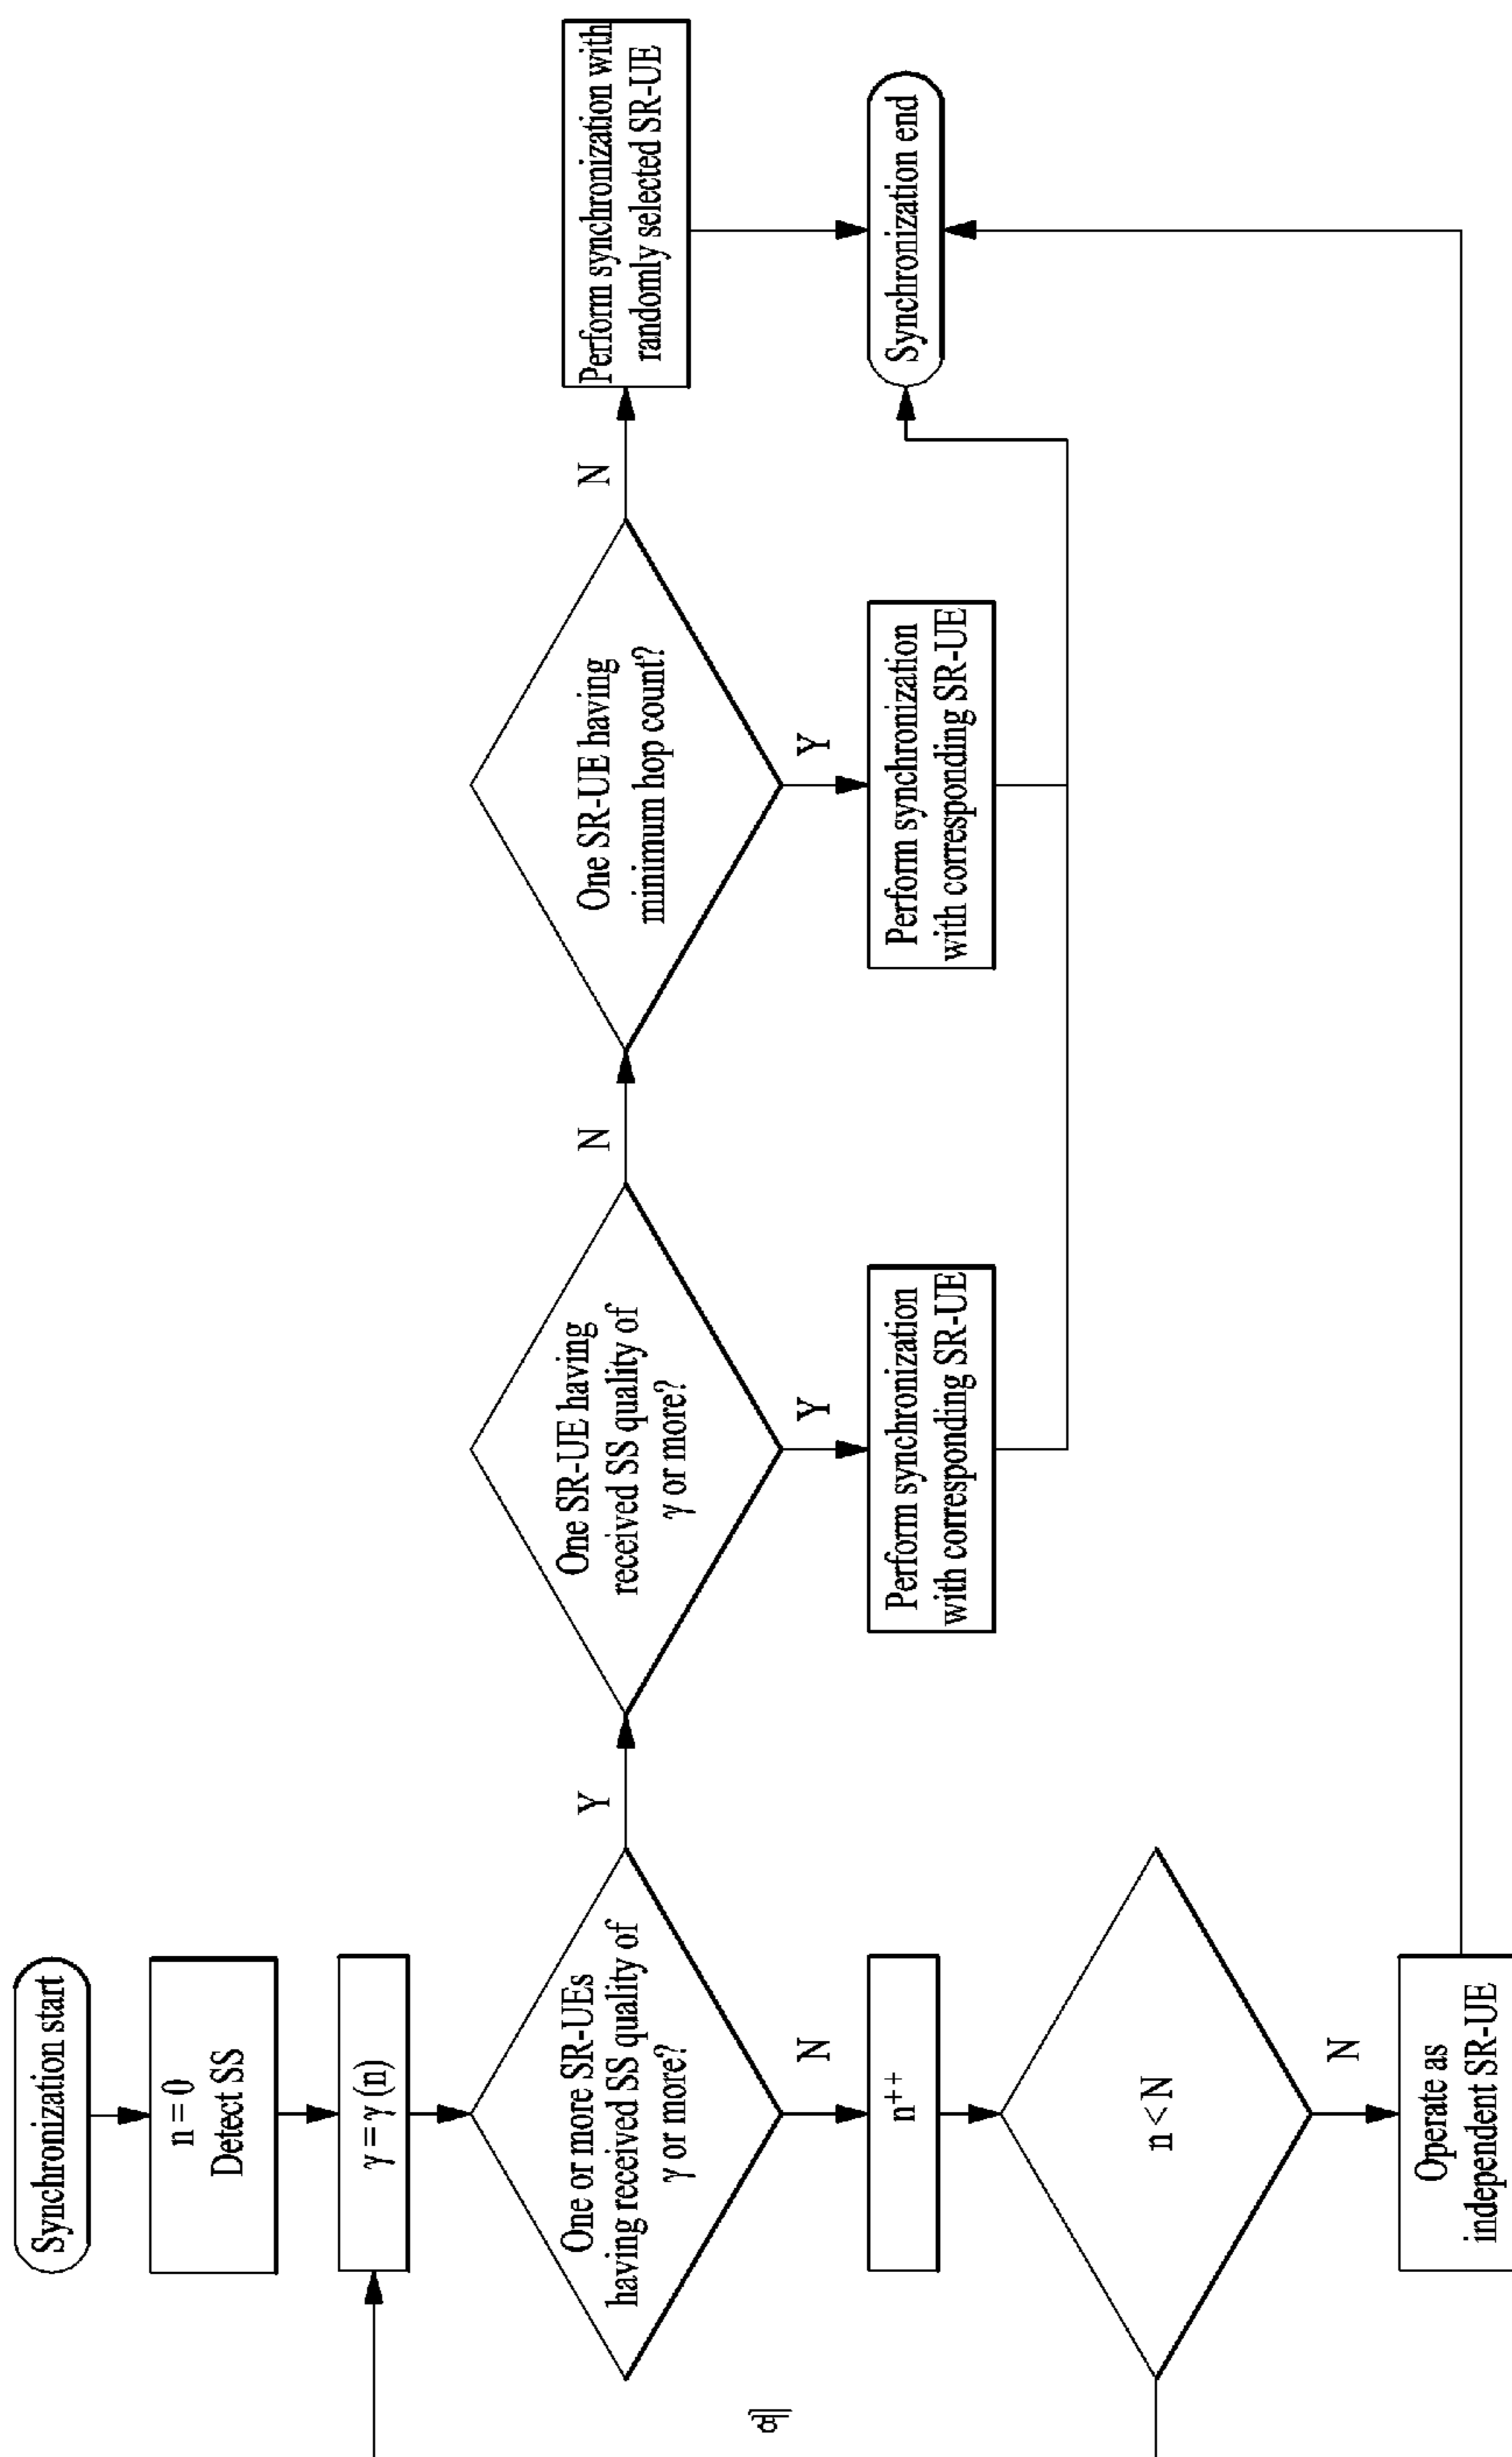 Synchronization start
n = 0
Detect SS
γ = γ (n)
One or more SR-UEs
having received SS quality of
γ or more?
Y
One SR-UE having
received SS quality of
γ or more?
N
One SR-UE having
minimum hop count?
N
Perform synchronization with
randomly selected SR-UE
N
n++
Y
Perform synchronization
with corresponding SR-UE
Y
Perform synchronization
with corresponding SR-UE
Synchronization end
예
n < N
N
Operate as
independent SR-UE